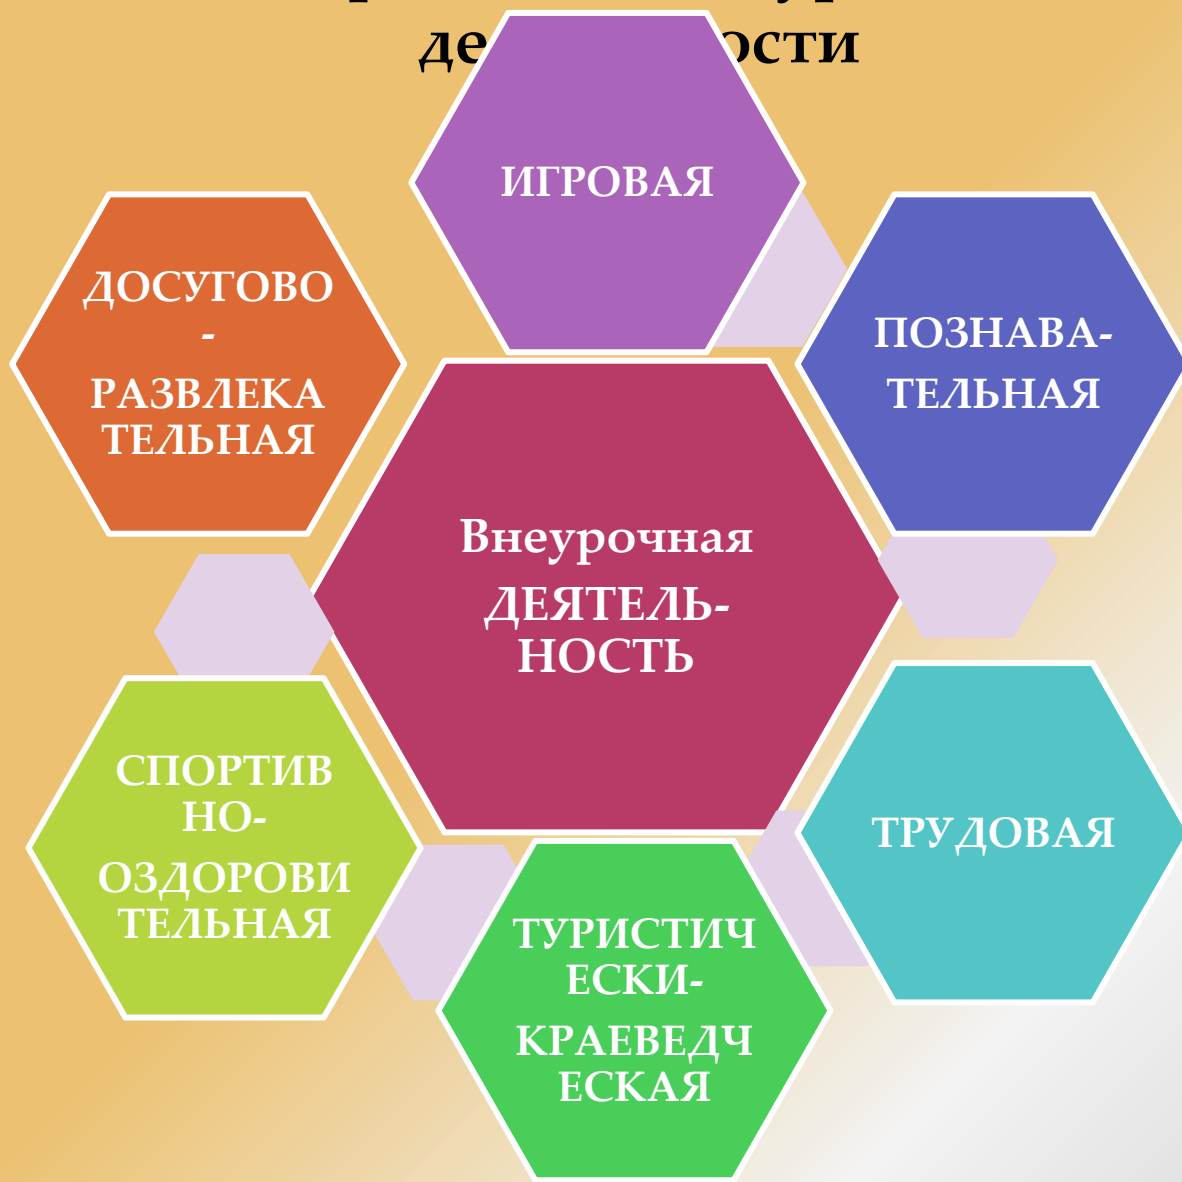 ИГРОВАЯ
ДОСУГОВО
-
РАЗВЛЕКА
ТЕЛЬНАЯ
ПОЗНАВА-
ТЕЛЬНАЯ
Внеурочная
ДЕЯТЕЛЬ-
НОСТЬ
СПОРТИВ
НО-
ОЗДОРОВИ
ТЕЛЬНАЯ
ТРУДОВАЯ
ТУРИСТИЧ
ЕСКИ-
КРАЕВЕДЧ
ЕСКАЯ